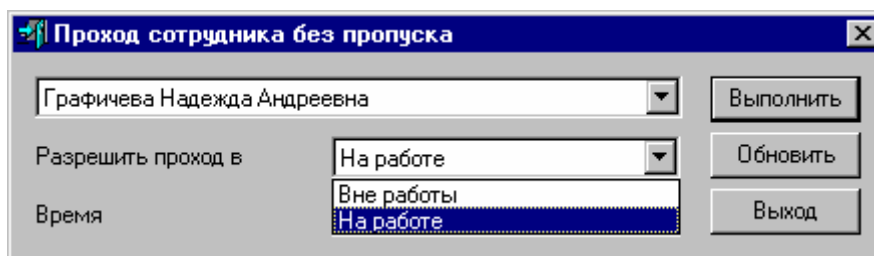 Проход сотрудника без пропуска
Графичева Надежда Андреевна
Выполнить
Разрешить проход в
На работе
Обновить
Вне работы
Время
На работе
Выход